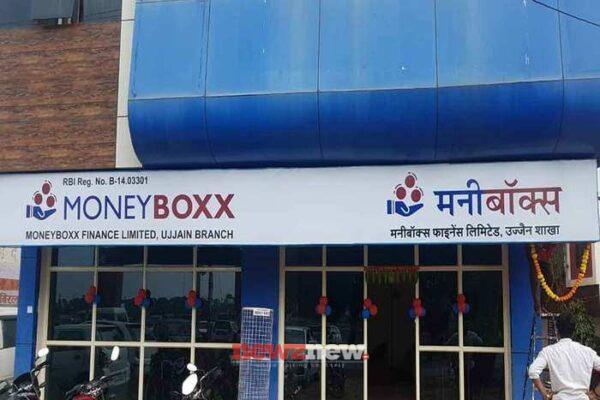 RBI Reg. No. B-14.03301
MONEYBOXX
MONEYBOXX FINANCE LIMITED, UJJAIN BRANCH
मनीबॉक्स
मनीबॉक्स फाइनेंस लिमिटेड, उज्जैन शाखा